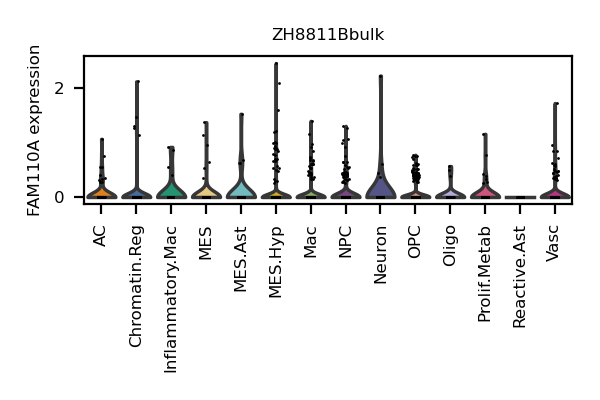 ZH8811Bbulk
FAM110A expression
2
0
AC
Chromatin.Reg
Inflammatory.Mac
MES
MES.Ast
MES.Hyp
Mac
NPC
Neuron
OPC
Oligo
Prolif.Metab
Reactive.Ast
Vasc